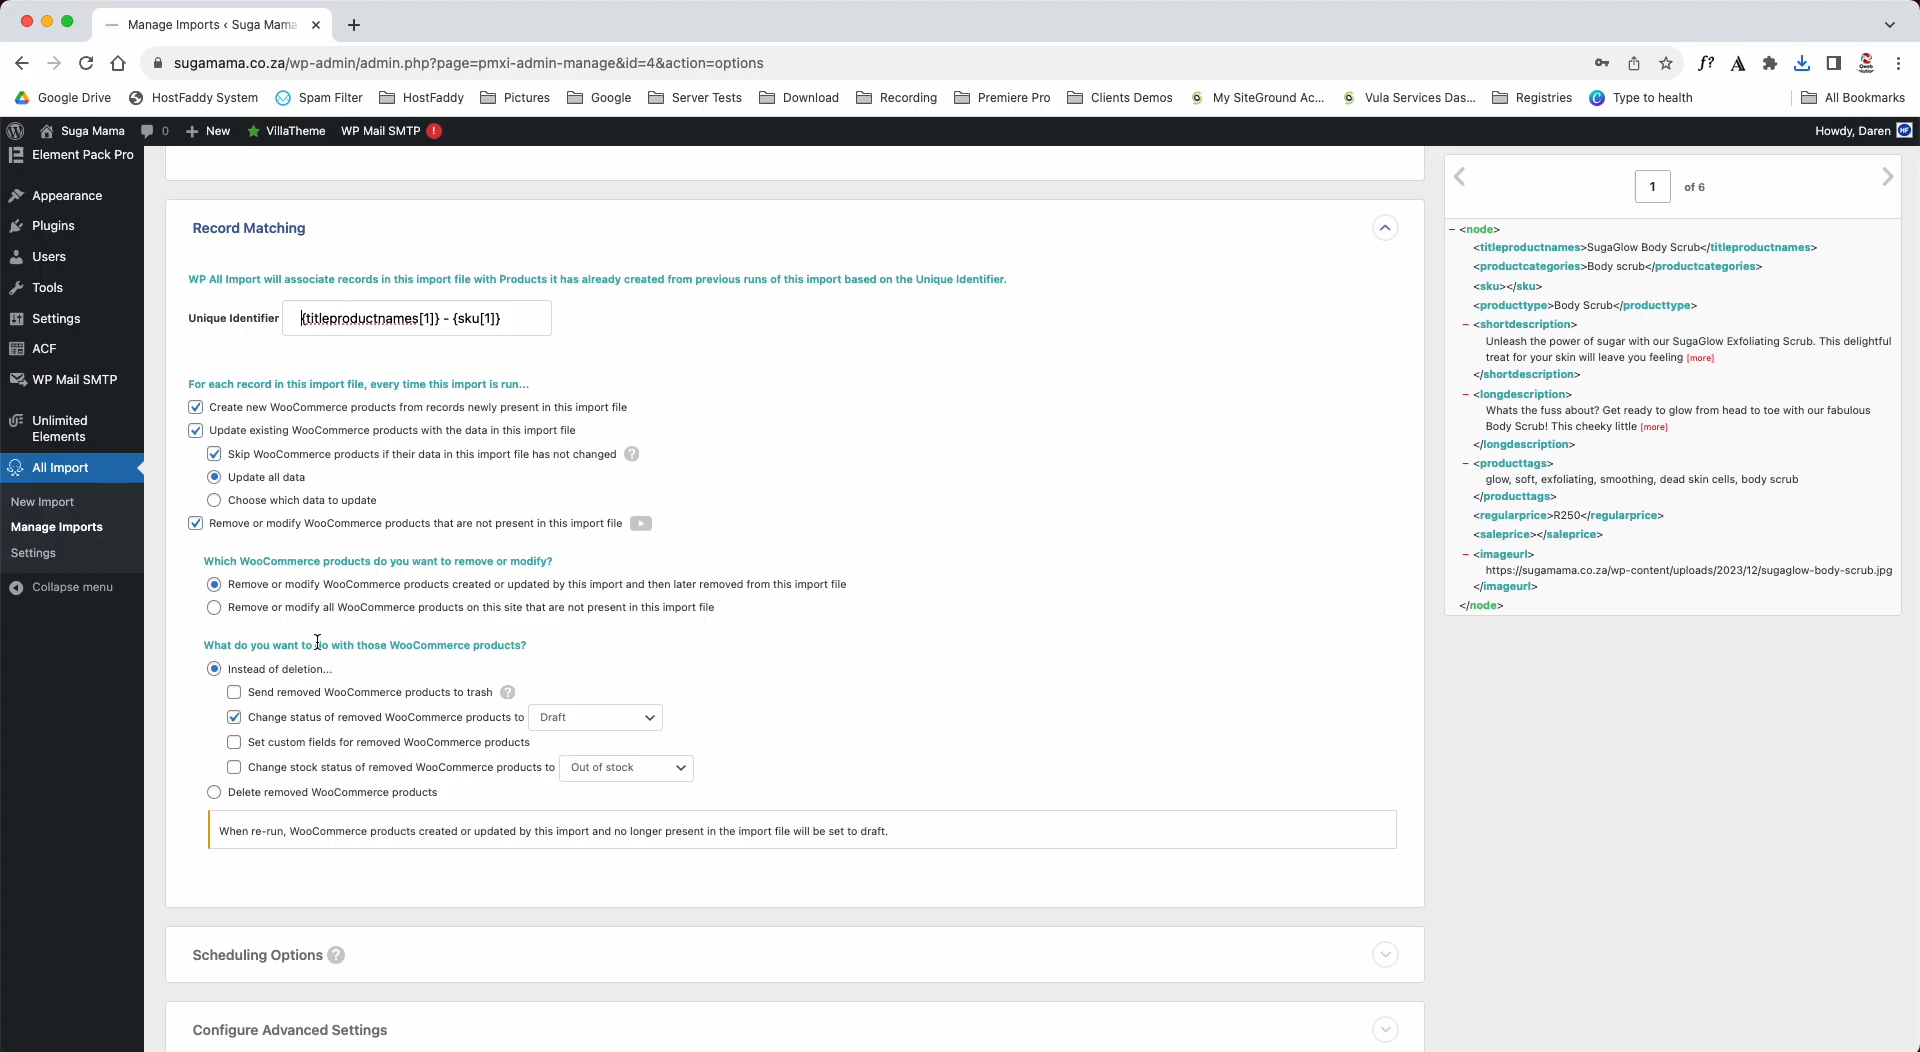 Manage Imports ‹ Suga Mama
sugamama.co.za/wp-admin/admin.php?page=pmxi-admin-manage&id=4&action=options
f?
A
Google Drive
HostFaddy System
Spam Filter
HostFaddy
Pictures
Google
Server Tests
Download
Recording
Premiere Pro
Clients Demos
My SiteGround Ac...
Vula Services Das...
Registries
Type to health
All Bookmarks
Suga Mama
0
New
VillaTheme
WP Mail SMTP !
Howdy, Daren
Element Pack Pro
Appearance
Plugins
Users
Tools
Settings
ACF
WP Mail SMTP
Unlimited
Elements
All Import
New Import
Manage Imports
Settings
Collapse menu
Record Matching
WP All Import will associate records in this import file with Products it has already created from previous runs of this import based on the Unique Identifier.
Unique Identifier {titleproductnames[1]} - {sku[1]}
For each record in this import file, every time this import is run...
Create new WooCommerce products from records newly present in this import file
Update existing WooCommerce products with the data in this import file
Skip WooCommerce products if their data in this import file has not changed ?
Update all data
Choose which data to update
Remove or modify WooCommerce products that are not present in this import file
Which WooCommerce products do you want to remove or modify?
Remove or modify WooCommerce products created or updated by this import and then later removed from this import file
Remove or modify all WooCommerce products on this site that are not present in this import file
What do you want to do with those WooCommerce products?
Instead of deletion...
Send removed WooCommerce products to trash ?
Change status of removed WooCommerce products to Draft
Set custom fields for removed WooCommerce products
Change stock status of removed WooCommerce products to Out of stock
Delete removed WooCommerce products
When re-run, WooCommerce products created or updated by this import and no longer present in the import file will be set to draft.
Scheduling Options ?
Configure Advanced Settings
1 of 6
− <node>
<titleproductnames>SugaGlow Body Scrub</titleproductnames>
<productcategories>Body scrub</productcategories>
<sku></sku>
<producttype>Body Scrub</producttype>
− <shortdescription>
Unleash the power of sugar with our SugaGlow Exfoliating Scrub. This delightful
treat for your skin will leave you feeling [more]
</shortdescription>
− <longdescription>
Whats the fuss about? Get ready to glow from head to toe with our fabulous
Body Scrub! This cheeky little [more]
</longdescription>
− <producttags>
glow, soft, exfoliating, smoothing, dead skin cells, body scrub
</producttags>
<regularprice>R250</regularprice>
<saleprice></saleprice>
− <imageurl>
https://sugamama.co.za/wp-content/uploads/2023/12/sugaglow-body-scrub.jpg
</imageurl>
</node>